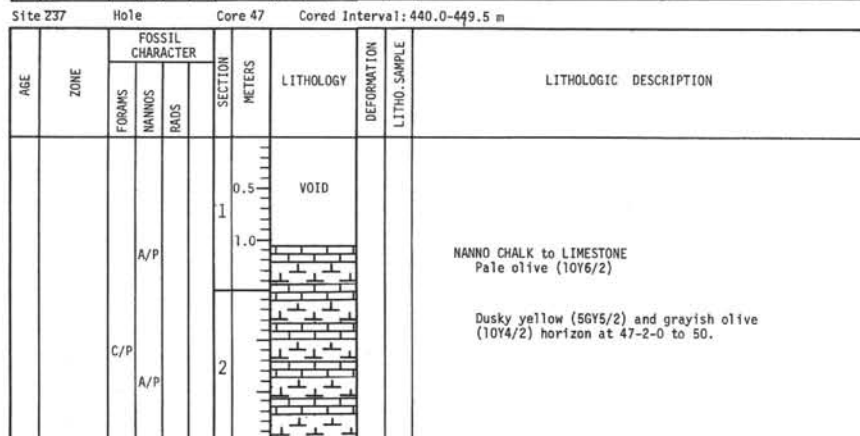 Site 237 Hole Core 47 Cored Interval: 440.0-449.5 m
AGE
ZONE
FOSSIL
CHARACTER
FORAMS
NANNOS
RADS
SECTION
METERS
LITHOLOGY
DEFORMATION
LITHO.SAMPLE
LITHOLOGIC DESCRIPTION
0.5
VOID
1
1.0
A/P
NANNO CHALK to LIMESTONE
Pale olive (10Y6/2)
Dusky yellow (5GY5/2) and grayish olive
(10Y4/2) horizon at 47-2-0 to 50.
C/P
2
A/P